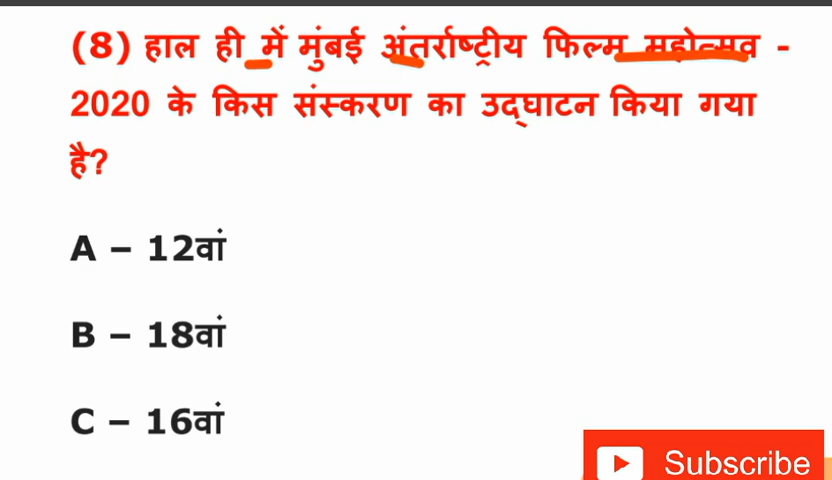 (8) हाल ही में मुंबई अंतर्राष्ट्रीय फिल्म महोत्सव -
2020 के किस संस्करण का उद्घाटन किया गया
है?
A – 12वां
B – 18वां
C – 16वां
Subscribe